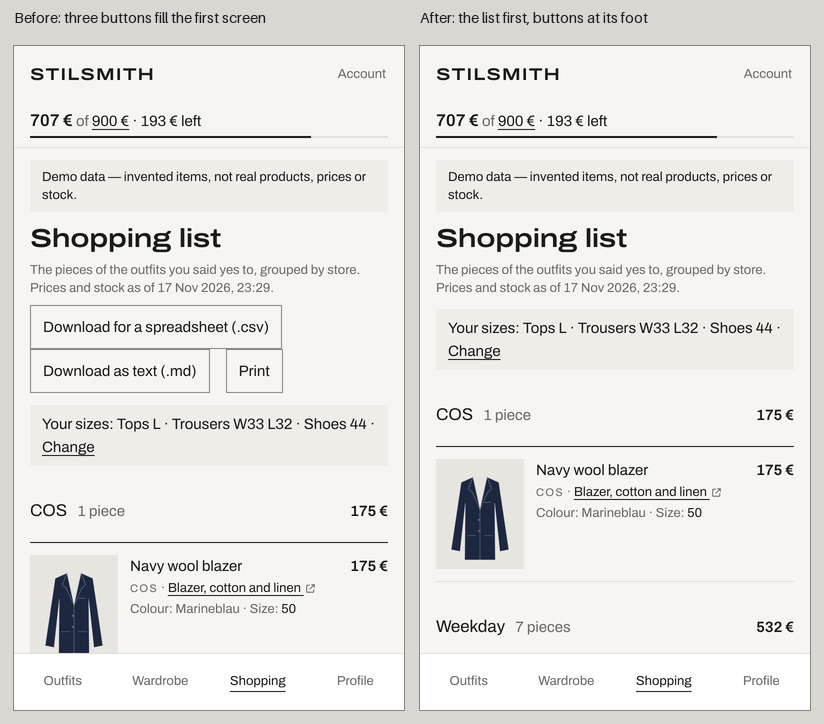 Before: three buttons fill the first screen
STILSMITH
Account
707 € of 900 € · 193 € left
Demo data — invented items, not real products, prices or
stock.
Shopping list
The pieces of the outfits you said yes to, grouped by store.
Prices and stock as of 17 Nov 2026, 23:29.
Download for a spreadsheet (.csv)
Download as text (.md)
Print
Your sizes: Tops L · Trousers W33 L32 · Shoes 44 ·
Change
COS 1 piece 175 €
Navy wool blazer 175 €
COS · Blazer, cotton and linen
Colour: Marineblau · Size: 50
Outfits Wardrobe Shopping Profile
After: the list first, buttons at its foot
STILSMITH
Account
707 € of 900 € · 193 € left
Demo data — invented items, not real products, prices or
stock.
Shopping list
The pieces of the outfits you said yes to, grouped by store.
Prices and stock as of 17 Nov 2026, 23:29.
Your sizes: Tops L · Trousers W33 L32 · Shoes 44 ·
Change
COS 1 piece 175 €
Navy wool blazer 175 €
COS · Blazer, cotton and linen
Colour: Marineblau · Size: 50
Weekday 7 pieces 532 €
Outfits Wardrobe Shopping Profile